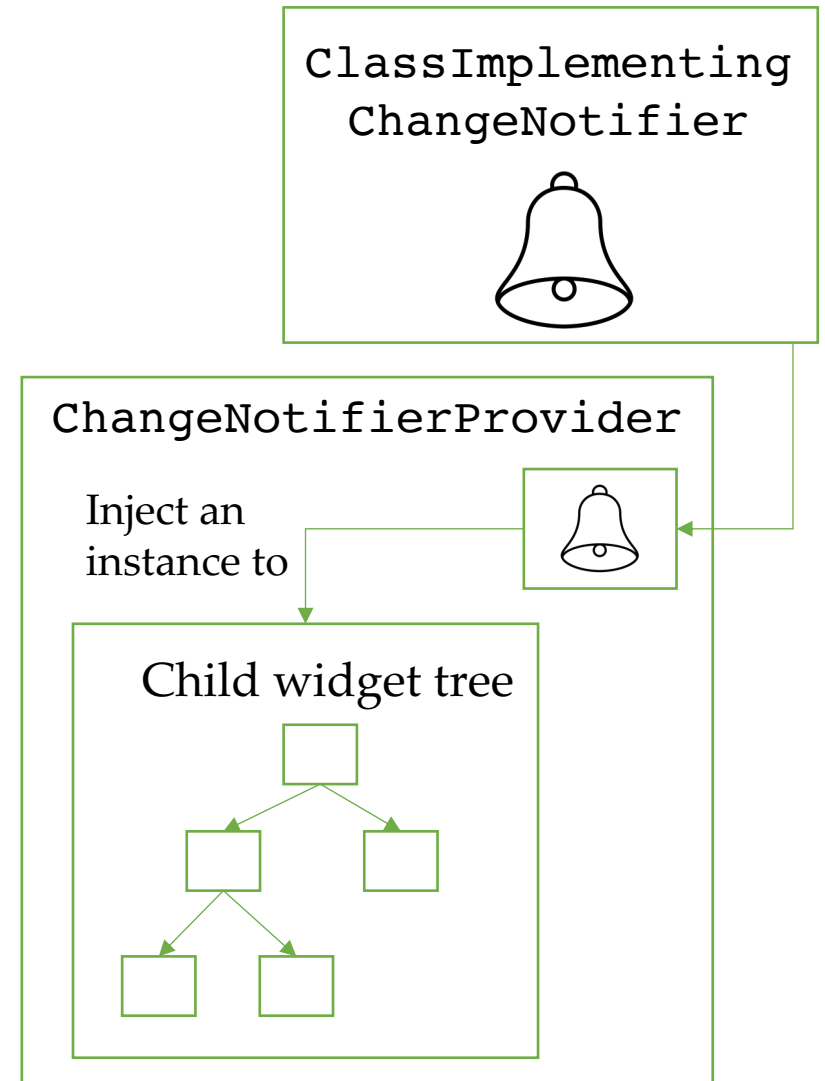 ClassImplementing
ChangeNotifier
ChangeNotifierProvider
Inject an
instance to
Child widget tree